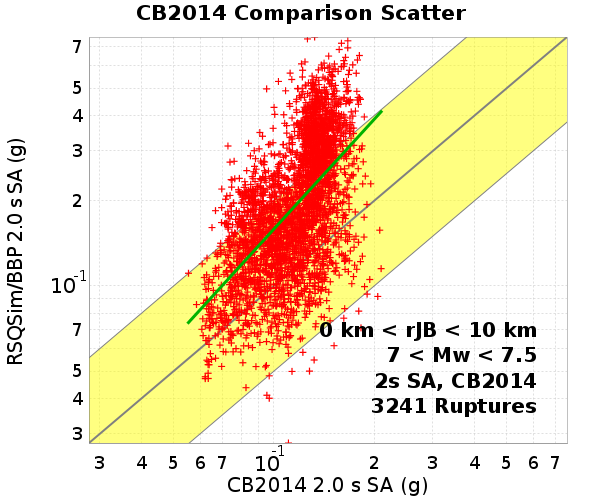 CB2014 Comparison Scatter
7
5
4
3
2
10^-1
7
5
4
3
RSQSim/BBP 2.0 s SA (g)
0 km < rJB < 10 km
7 < Mw < 7.5
2s SA, CB2014
3241 Ruptures
3 4 5 6 7 10^-1 2 3 4 5 6 7
CB2014 2.0 s SA (g)